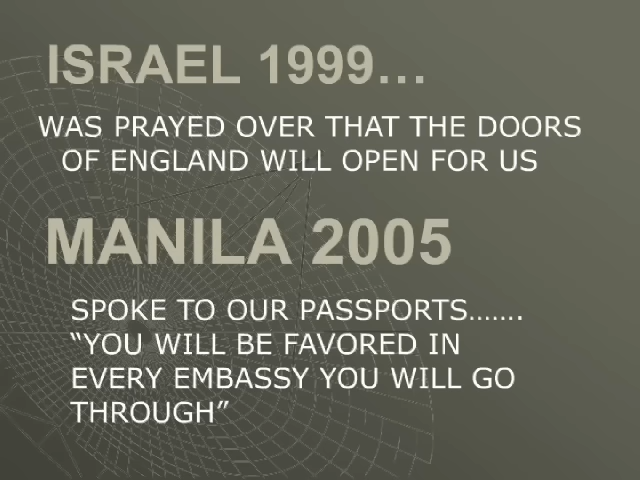 ISRAEL 1999...
WAS PRAYED OVER THAT THE DOORS
OF ENGLAND WILL OPEN FOR US
MANILA 2005
SPOKE TO OUR PASSPORTS.......
“YOU WILL BE FAVORED IN
EVERY EMBASSY YOU WILL GO
THROUGH”